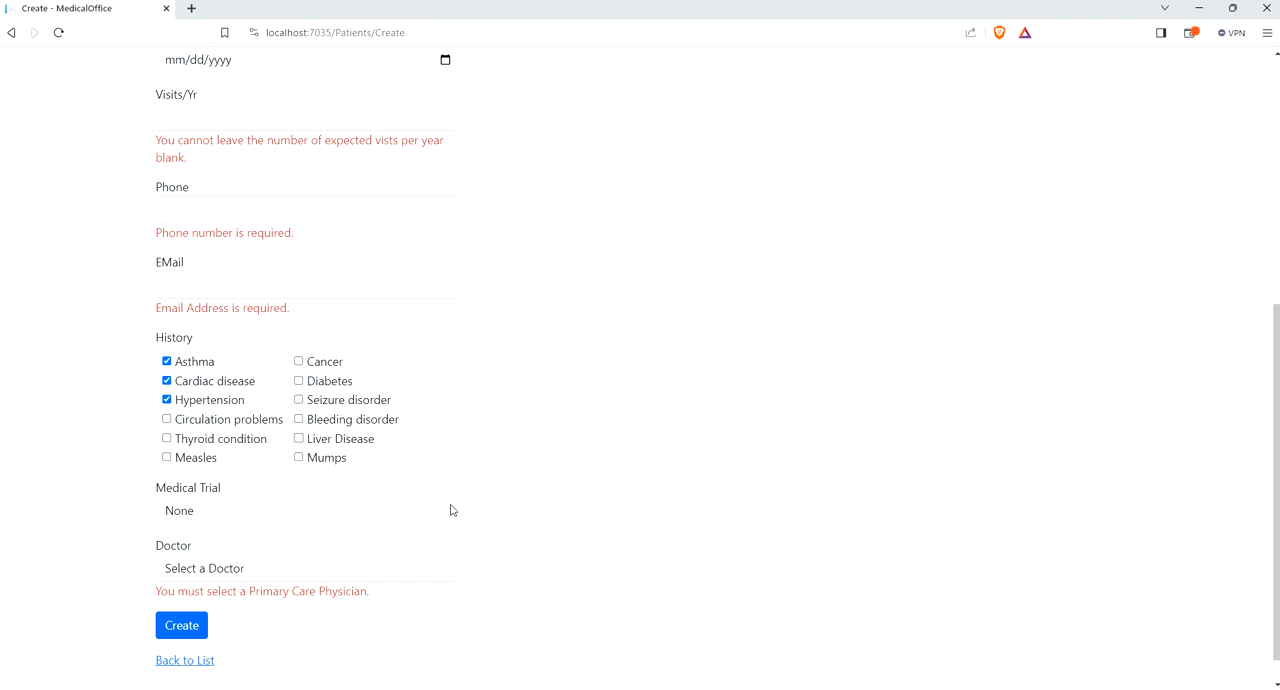 Create - MedicalOffice
localhost:7035/Patients/Create
VPN
mm/dd/yyyy
Visits/Yr
You cannot leave the number of expected vists per year
blank.
Phone
Phone number is required.
EMail
Email Address is required.
History
Asthma Cancer
Cardiac disease Diabetes
Hypertension Seizure disorder
Circulation problems Bleeding disorder
Thyroid condition Liver Disease
Measles Mumps
Medical Trial
None
Doctor
Select a Doctor
You must select a Primary Care Physician.
Create
Back to List